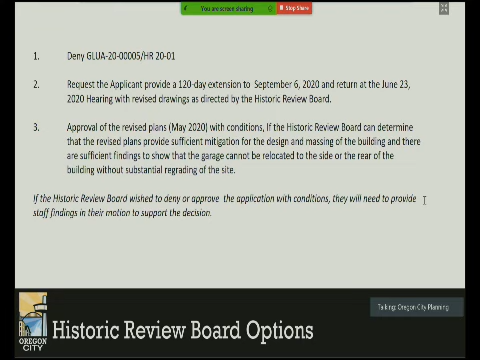 You are screen sharing
Stop Share
1. Deny GLUA-20-00005/HR 20-01
2. Request the Applicant provide a 120-day extension to September 6, 2020 and return at the June 23,
2020 Hearing with revised drawings as directed by the Historic Review Board.
3. Approval of the revised plans (May 2020) with conditions, If the Historic Review Board can determine
that the revised plans provide sufficient mitigation for the design and massing of the building and there
are sufficient findings to show that the garage cannot be relocated to the side or the rear of the
building without substantial regrading of the site.
If the Historic Review Board wished to deny or approve the application with conditions, they will need to provide
staff findings in their motion to support the decision.
Talking: Oregon City Planning
OREGON
CITY
Historic Review Board Options